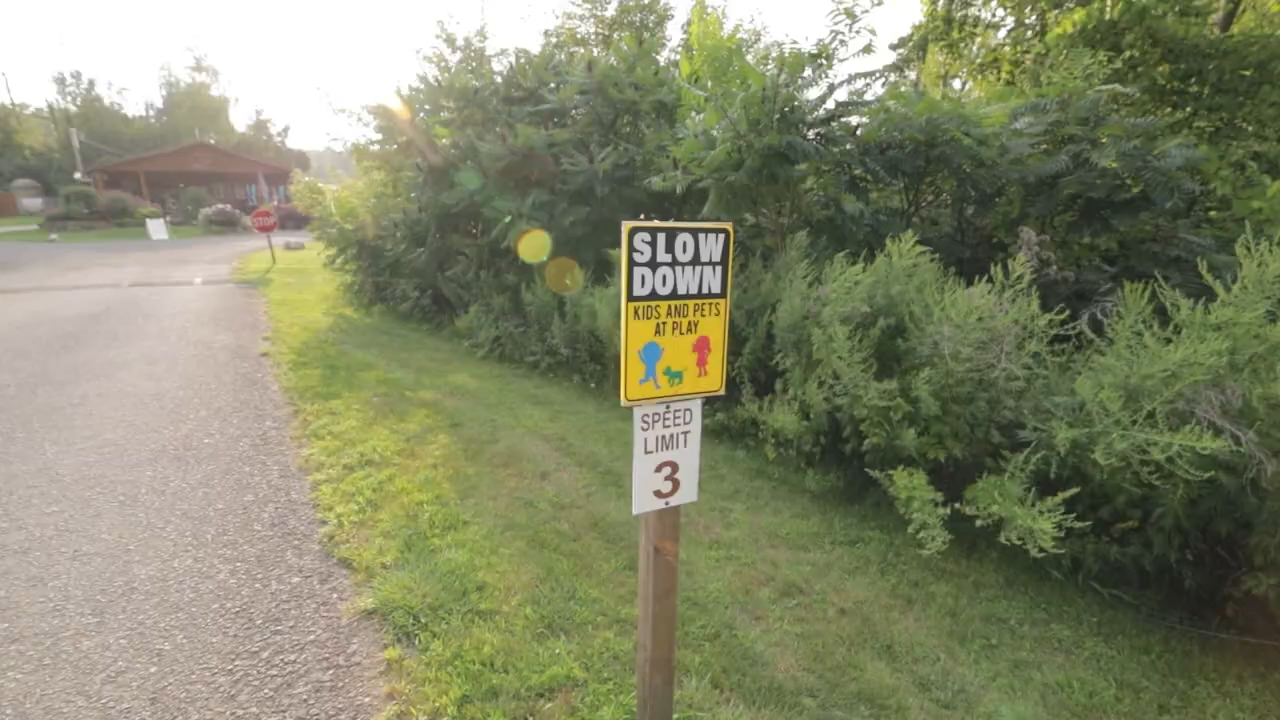 STOP
SLOW
DOWN
KIDS AND PETS
AT PLAY
SPEED
LIMIT
3